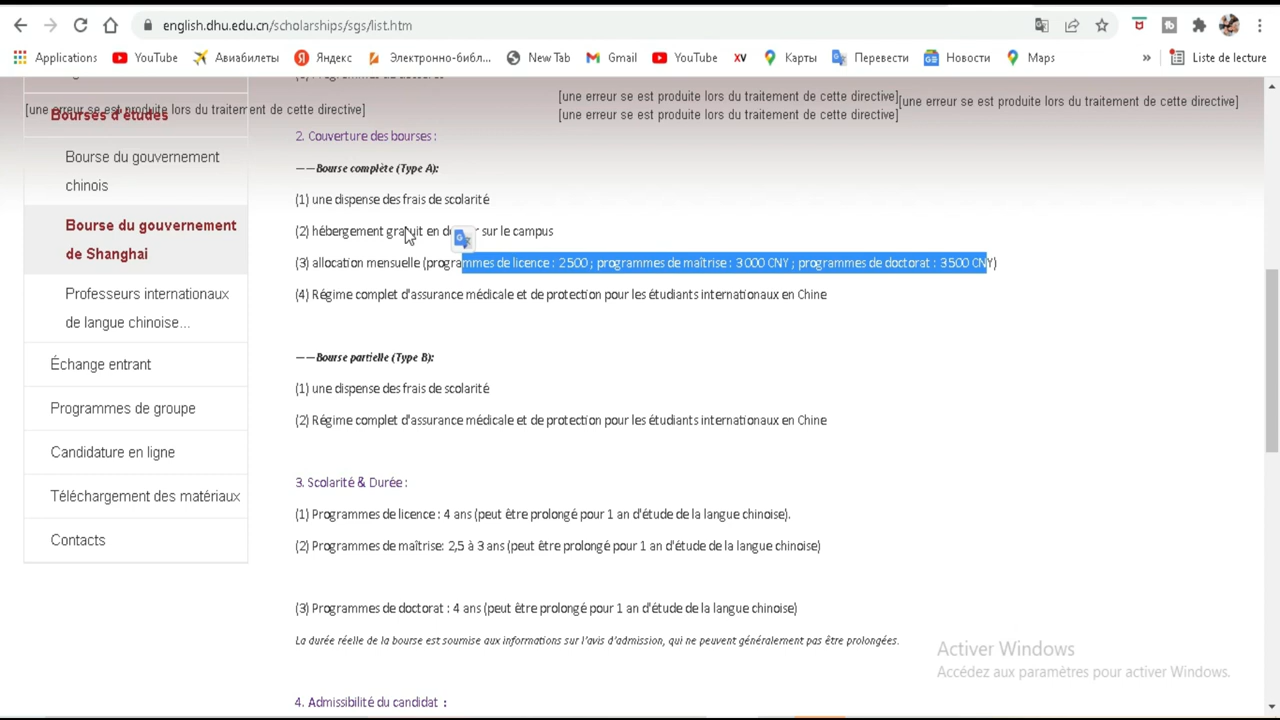 english.dhu.edu.cn/scholarships/sgs/list.htm
Applications YouTube Авиабилеты Яндекс Электронно-библ... New Tab Gmail YouTube XV Карты Перевести Новости Maps » Liste de lecture
[une erreur se est produite lors du traitement de cette directive]
[une erreur se est produite lors du traitement de cette directive]
[une erreur se est produite lors du traitement de cette directive]
[une erreur se est produite lors du traitement de cette directive]
Bourses d'études
Bourse du gouvernement
chinois
Bourse du gouvernement
de Shanghai
Professeurs internationaux
de langue chinoise...
Échange entrant
Programmes de groupe
Candidature en ligne
Téléchargement des matériaux
Contacts
2. Couverture des bourses :
——Bourse complète (Type A):
(1) une dispense des frais de scolarité
(2) hébergement gratuit en sur le campus
(3) allocation mensuelle (programmes de licence : 2 500 ; programmes de maîtrise : 3 000 CNY ; programmes de doctorat : 3 500 CNY)
(4) Régime complet d'assurance médicale et de protection pour les étudiants internationaux en Chine
——Bourse partielle (Type B):
(1) une dispense des frais de scolarité
(2) Régime complet d'assurance médicale et de protection pour les étudiants internationaux en Chine
3. Scolarité & Durée :
(1) Programmes de licence : 4 ans (peut être prolongé pour 1 an d'étude de la langue chinoise).
(2) Programmes de maîtrise: 2,5 à 3 ans (peut être prolongé pour 1 an d'étude de la langue chinoise)
(3) Programmes de doctorat : 4 ans (peut être prolongé pour 1 an d'étude de la langue chinoise)
La durée réelle de la bourse est soumise aux informations sur l'avis d'admission, qui ne peuvent généralement pas être prolongées.
4. Admissibilité du candidat :
Activer Windows
Accédez aux paramètres pour activer Windows.